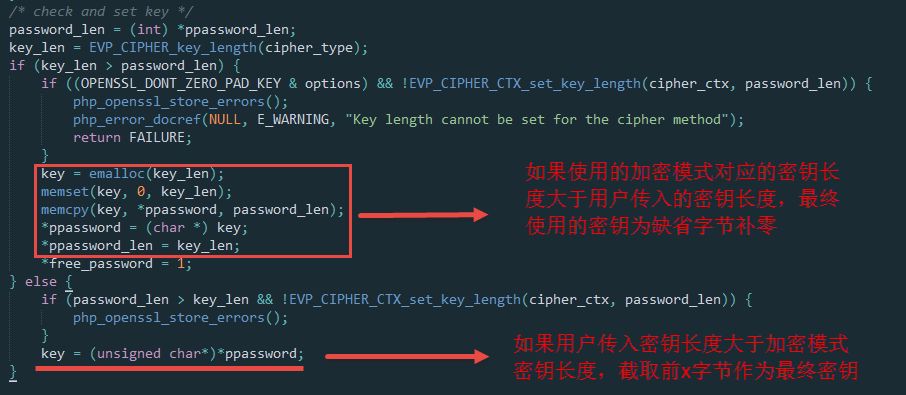 /* check and set key */
password_len = (int) *ppassword_len;
key_len = EVP_CIPHER_key_length(cipher_type);
if (key_len > password_len) {
if ((OPENSSL_DONT_ZERO_PAD_KEY & options) && !EVP_CIPHER_CTX_set_key_length(cipher_ctx, password_len)) {
php_openssl_store_errors();
php_error_docref(NULL, E_WARNING, "Key length cannot be set for the cipher method");
return FAILURE;
}
key = emalloc(key_len);
memset(key, 0, key_len);
memcpy(key, *ppassword, password_len);
*ppassword = (char *) key;
*ppassword_len = key_len;
*free_password = 1;
如果使用的加密模式对应的密钥长
度大于用户传入的密钥长度，最终
使用的密钥为缺省字节补零
} else {
if (password_len > key_len && !EVP_CIPHER_CTX_set_key_length(cipher_ctx, password_len)) {
php_openssl_store_errors();
}
key = (unsigned char*)*ppassword;
}
如果用户传入密钥长度大于加密模式
密钥长度，截取前x字节作为最终密钥